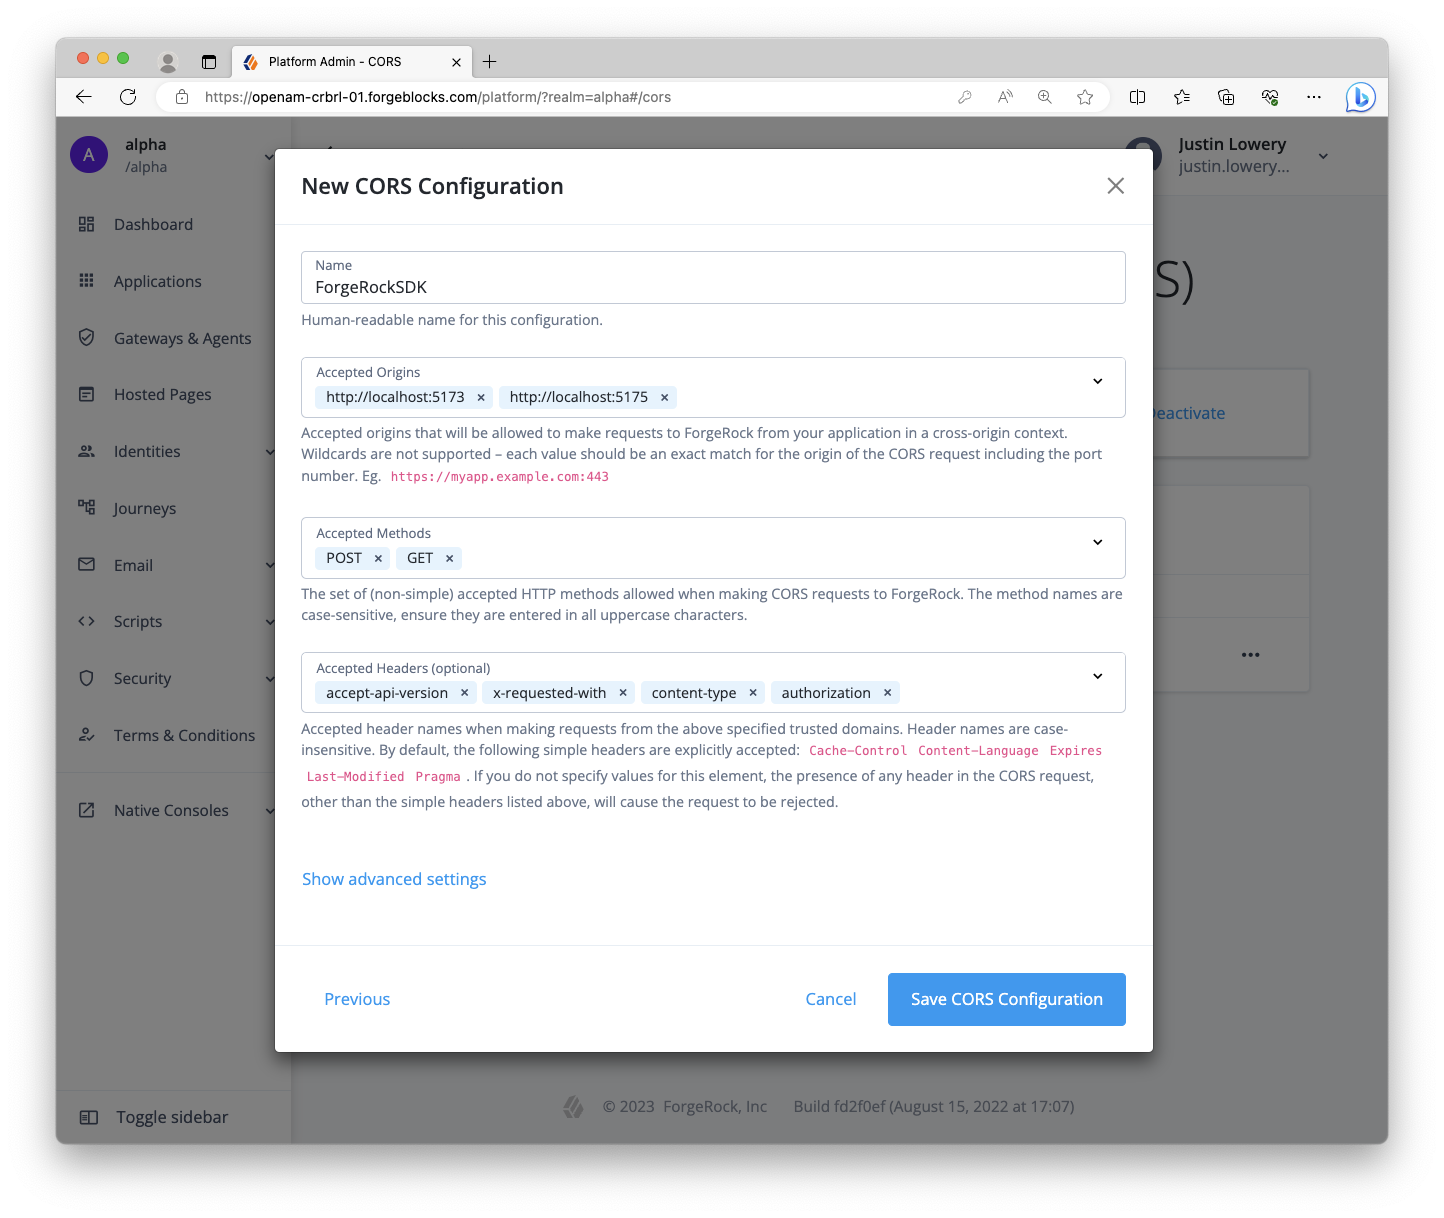 Platform Admin - CORS
https://openam-crbrl-01.forgeblocks.com/platform/?realm=alpha#/cors
A
alpha
/alpha
Justin Lowery
justin.lowery...
Dashboard
Applications
Gateways & Agents
Hosted Pages
Identities
Journeys
Email
Scripts
Security
Terms & Conditions
Native Consoles
Toggle sidebar
S)
Deactivate
New CORS Configuration
Name
ForgeRockSDK
Human-readable name for this configuration.
Accepted Origins
http://localhost:5173 × http://localhost:5175 ×
Accepted origins that will be allowed to make requests to ForgeRock from your application in a cross-origin context.
Wildcards are not supported – each value should be an exact match for the origin of the CORS request including the port
number. Eg. https://myapp.example.com:443
Accepted Methods
POST × GET ×
The set of (non-simple) accepted HTTP methods allowed when making CORS requests to ForgeRock. The method names are
case-sensitive, ensure they are entered in all uppercase characters.
Accepted Headers (optional)
accept-api-version × x-requested-with × content-type × authorization ×
Accepted header names when making requests from the above specified trusted domains. Header names are case-
insensitive. By default, the following simple headers are explicitly accepted: Cache-Control Content-Language Expires
Last-Modified Pragma . If you do not specify values for this element, the presence of any header in the CORS request,
other than the simple headers listed above, will cause the request to be rejected.
Show advanced settings
Previous
Cancel
Save CORS Configuration
© 2023 ForgeRock, Inc Build fd2f0ef (August 15, 2022 at 17:07)